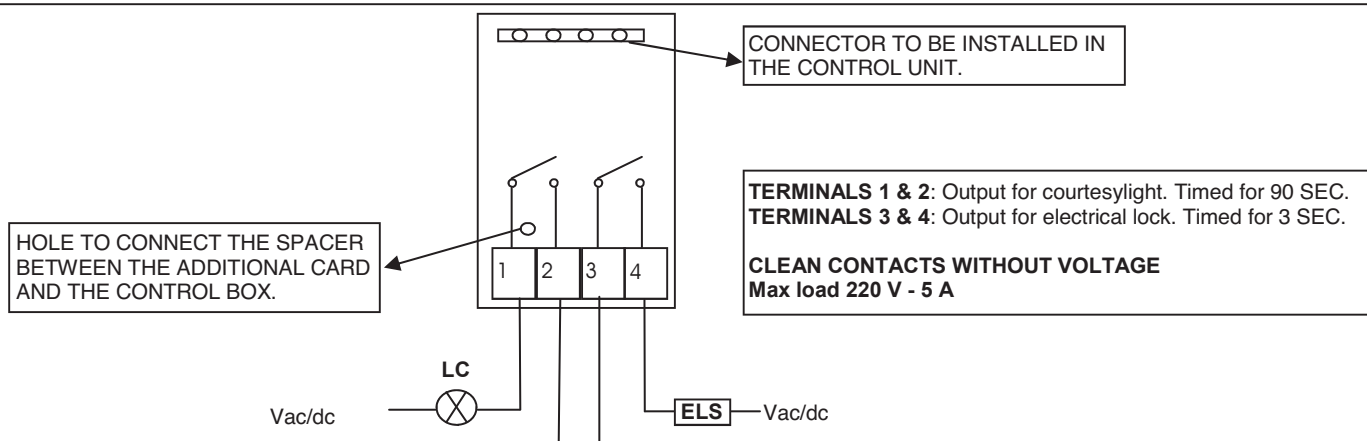 CONNECTOR TO BE INSTALLED IN
THE CONTROL UNIT.
TERMINALS 1 & 2: Output for courtesylight. Timed for 90 SEC.
TERMINALS 3 & 4: Output for electrical lock. Timed for 3 SEC.
CLEAN CONTACTS WITHOUT VOLTAGE
Max load 220 V - 5 A
HOLE TO CONNECT THE SPACER
BETWEEN THE ADDITIONAL CARD
AND THE CONTROL BOX.
1 2 3 4
LC
Vac/dc
ELS
Vac/dc